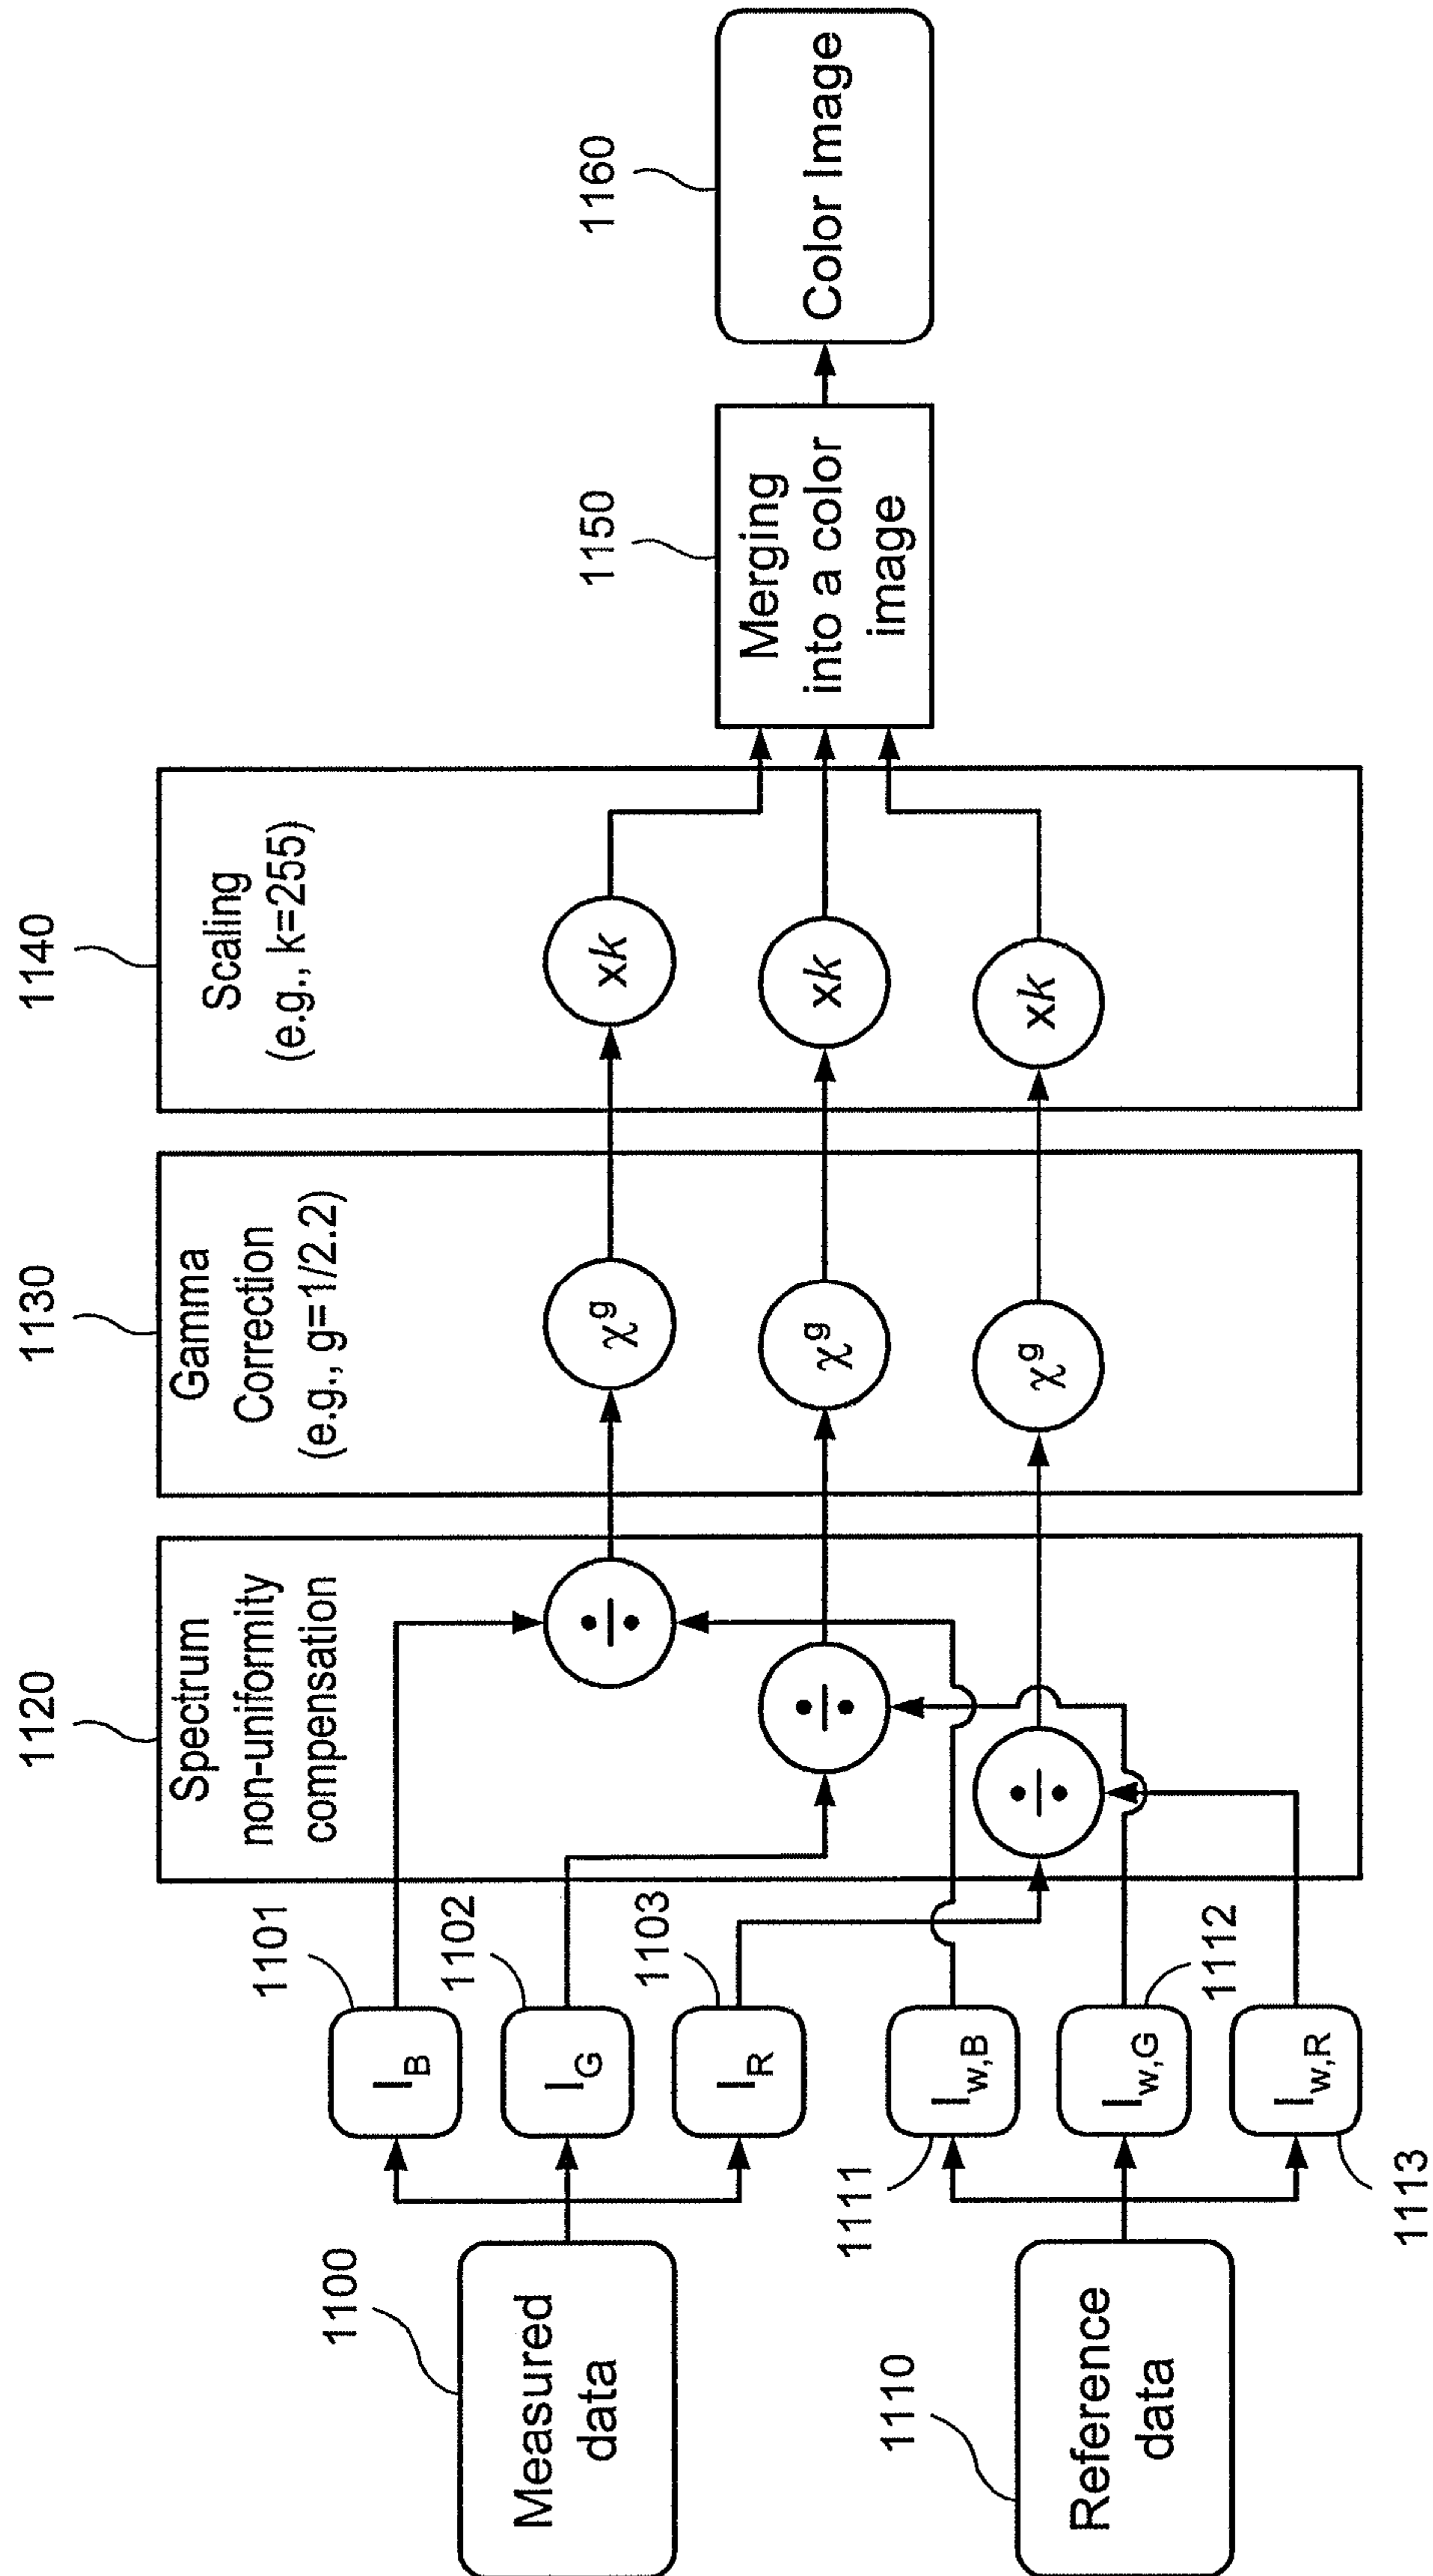 1100
Measured
data
1110
Reference
data
1101
I_B
1102
I_G
1103
I_R
1111
I_w,B
1112
I_w,G
1113
I_w,R
1120
Spectrum
non-uniformity
compensation
÷
÷
÷
1130
Gamma
Correction
(e.g., g=1/2.2)
χ^g
χ^g
χ^g
1140
Scaling
(e.g., k=255)
xk
xk
xk
1150
Merging
into a color
image
1160
Color Image